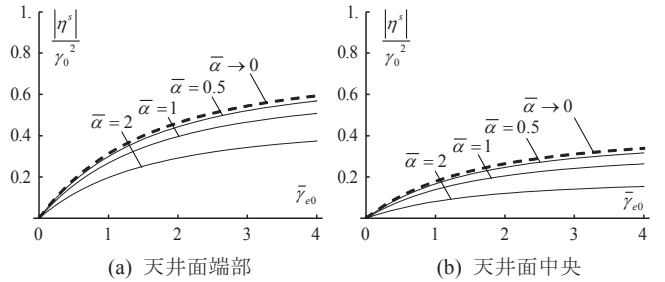 |η^s| / γ_0^2
1.
0.8
0.6
0.4
0.2
0 1 2 3 4
ᾱ→0
ᾱ=0.5
ᾱ=1
ᾱ=2
γ̄_{e0}
(a) 天井面端部
|η^s| / γ_0^2
1.
0.8
0.6
0.4
0.2
0 1 2 3 4
ᾱ→0
ᾱ=0.5
ᾱ=1
ᾱ=2
γ̄_{e0}
(b) 天井面中央